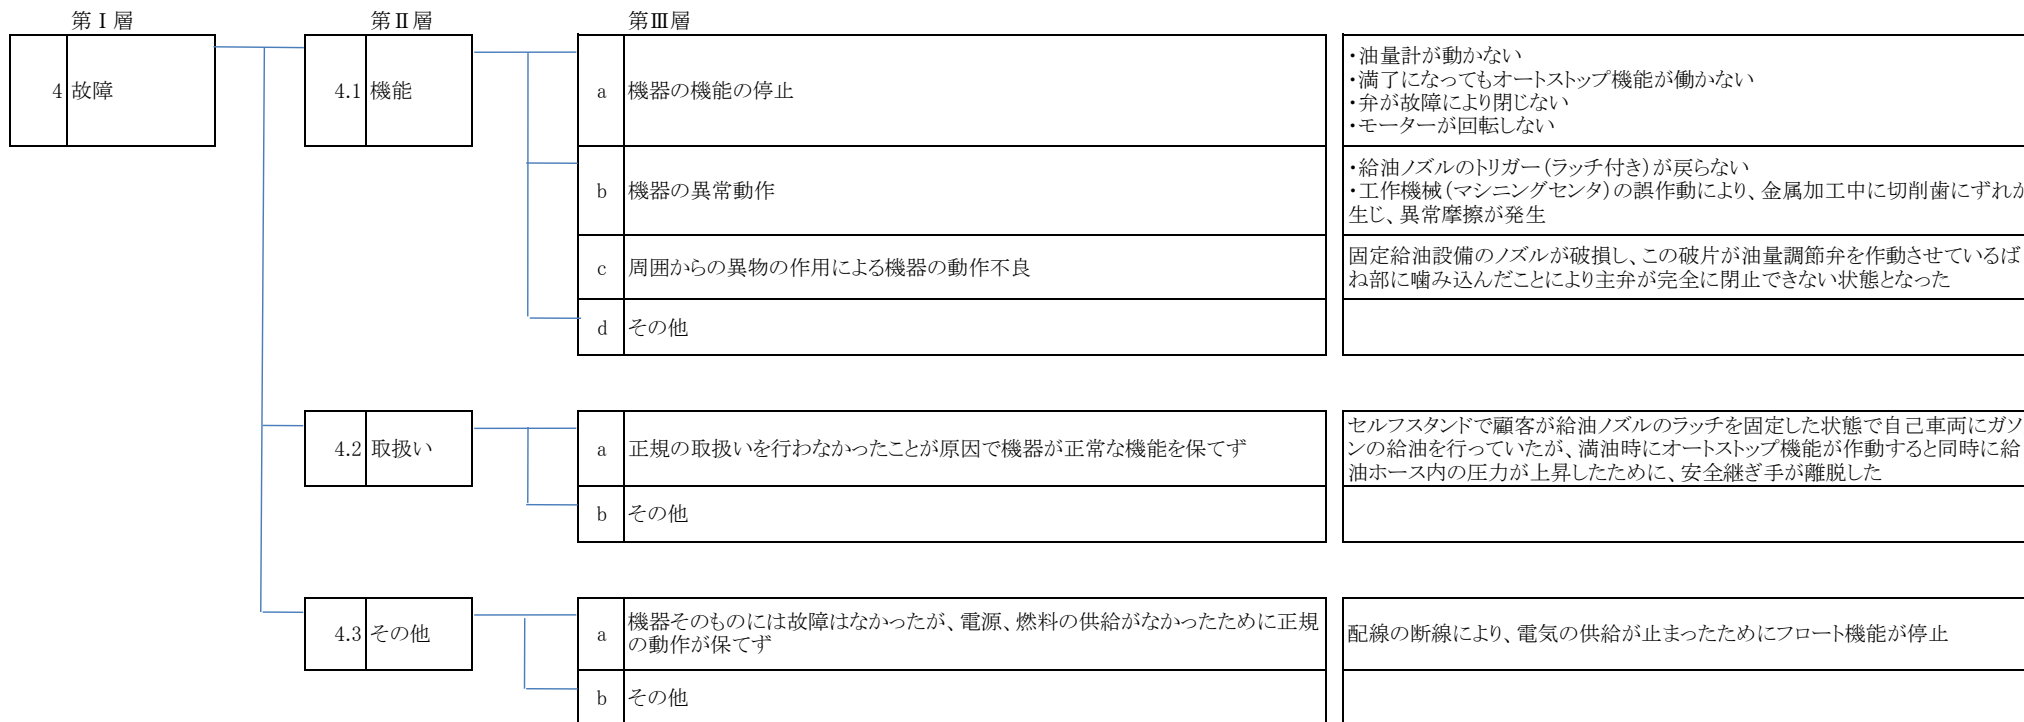 第Ⅰ層 第Ⅱ層 第Ⅲ層
4 故障 4.1 機能 a 機器の機能の停止
・油量計が動かない
・満了になってもオートストップ機能が働かない
・弁が故障により閉じない
・モーターが回転しない
b 機器の異常動作
・給油ノズルのトリガー(ラッチ付き)が戻らない
・工作機械(マシニングセンタ)の誤作動により、金属加工中に切削歯にずれが
生じ、異常摩擦が発生
c 周囲からの異物の作用による機器の動作不良
固定給油設備のノズルが破損し、この破片が油量調節弁を作動させているば
ね部に噛み込んだことにより主弁が完全に閉止できない状態となった
d その他
4.2 取扱い a 正規の取扱いを行わなかったことが原因で機器が正常な機能を保てず
セルフスタンドで顧客が給油ノズルのラッチを固定した状態で自己車両にガソ
ンの給油を行っていたが、満油時にオートストップ機能が作動すると同時に給
油ホース内の圧力が上昇したために、安全継ぎ手が離脱した
b その他
4.3 その他 a 機器そのものには故障はなかったが、電源、燃料の供給がなかったために正規
の動作が保てず
配線の断線により、電気の供給が止まったためにフロート機能が停止
b その他